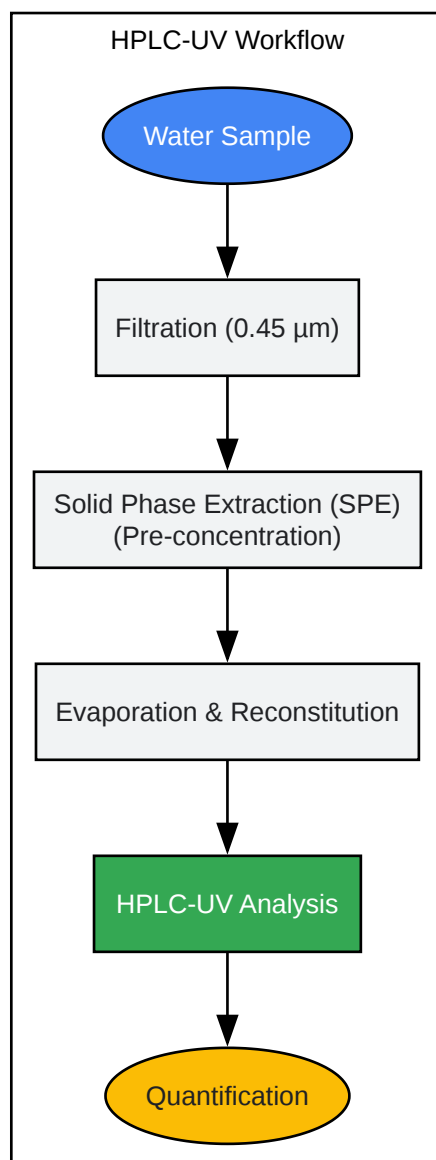 HPLC-UV Workflow
Water Sample
Filtration (0.45 µm)
Solid Phase Extraction (SPE)
(Pre-concentration)
Evaporation & Reconstitution
HPLC-UV Analysis
Quantification